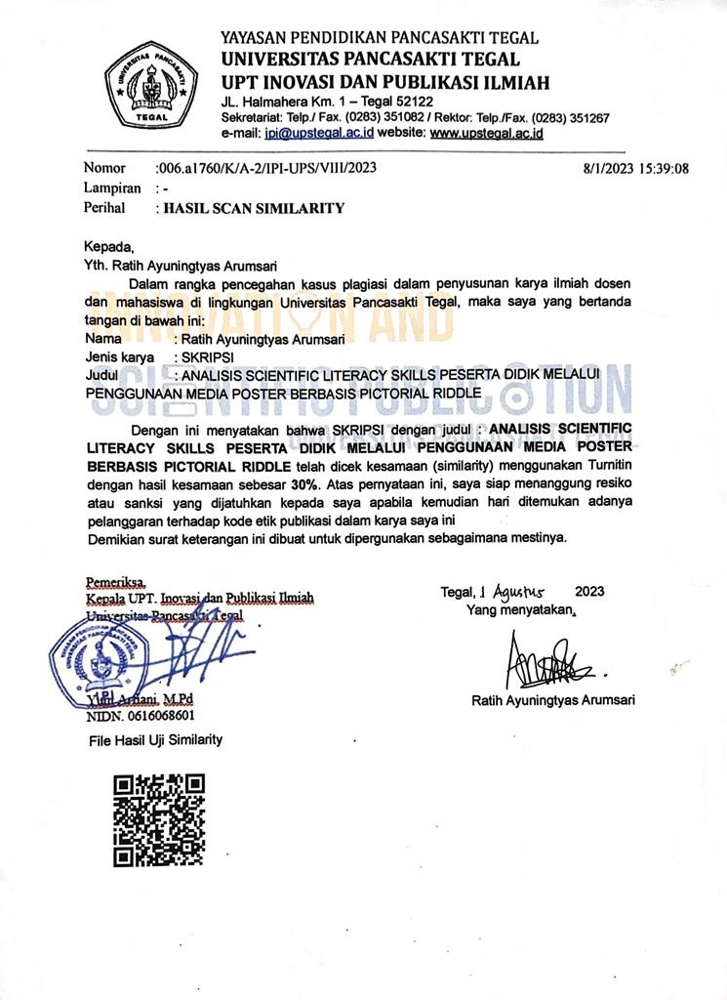 YAYASAN PENDIDIKAN PANCASAKTI TEGAL
UNIVERSITAS PANCASAKTI TEGAL
UPT INOVASI DAN PUBLIKASI ILMIAH
JL. Halmahera Km. 1 – Tegal 52122
Sekretariat: Telp./ Fax. (0283) 351082 / Rektor: Telp./Fax. (0283) 351267
e-mail: ipi@upstegal.ac.id website: www.upstegal.ac.id
UNIVERSITAS PANCASAKTI
TEGAL
Nomor :006.a1760/K/A-2/IPI-UPS/VIII/2023 8/1/2023 15:39:08
Lampiran : -
Perihal : HASIL SCAN SIMILARITY
Kepada,
Yth. Ratih Ayuningtyas Arumsari
Dalam rangka pencegahan kasus plagiasi dalam penyusunan karya ilmiah dosen
dan mahasiswa di lingkungan Universitas Pancasakti Tegal, maka saya yang bertanda
tangan di bawah ini:
Nama : Ratih Ayuningtyas Arumsari
Jenis karya : SKRIPSI
Judul : ANALISIS SCIENTIFIC LITERACY SKILLS PESERTA DIDIK MELALUI
PENGGUNAAN MEDIA POSTER BERBASIS PICTORIAL RIDDLE
INNOVATION AND
SCIENTIFIC PUBLICATION
UNIVERSITAS PANCASAKTI TEGAL
Dengan ini menyatakan bahwa SKRIPSI dengan judul : ANALISIS SCIENTIFIC
LITERACY SKILLS PESERTA DIDIK MELALUI PENGGUNAAN MEDIA POSTER
BERBASIS PICTORIAL RIDDLE telah dicek kesamaan (similarity) menggunakan Turnitin
dengan hasil kesamaan sebesar 30%. Atas pernyataan ini, saya siap menanggung resiko
atau sanksi yang dijatuhkan kepada saya apabila kemudian hari ditemukan adanya
pelanggaran terhadap kode etik publikasi dalam karya saya ini
Demikian surat keterangan ini dibuat untuk dipergunakan sebagaimana mestinya.
Pemeriksa,
Kepala UPT. Inovasi dan Publikasi Ilmiah
Universitas Pancasakti Tegal
M.Pd
NIDN. 0616068601
Tegal, 1 Agustus 2023
Yang menyatakan,
Ratih Ayuningtyas Arumsari
File Hasil Uji Similarity